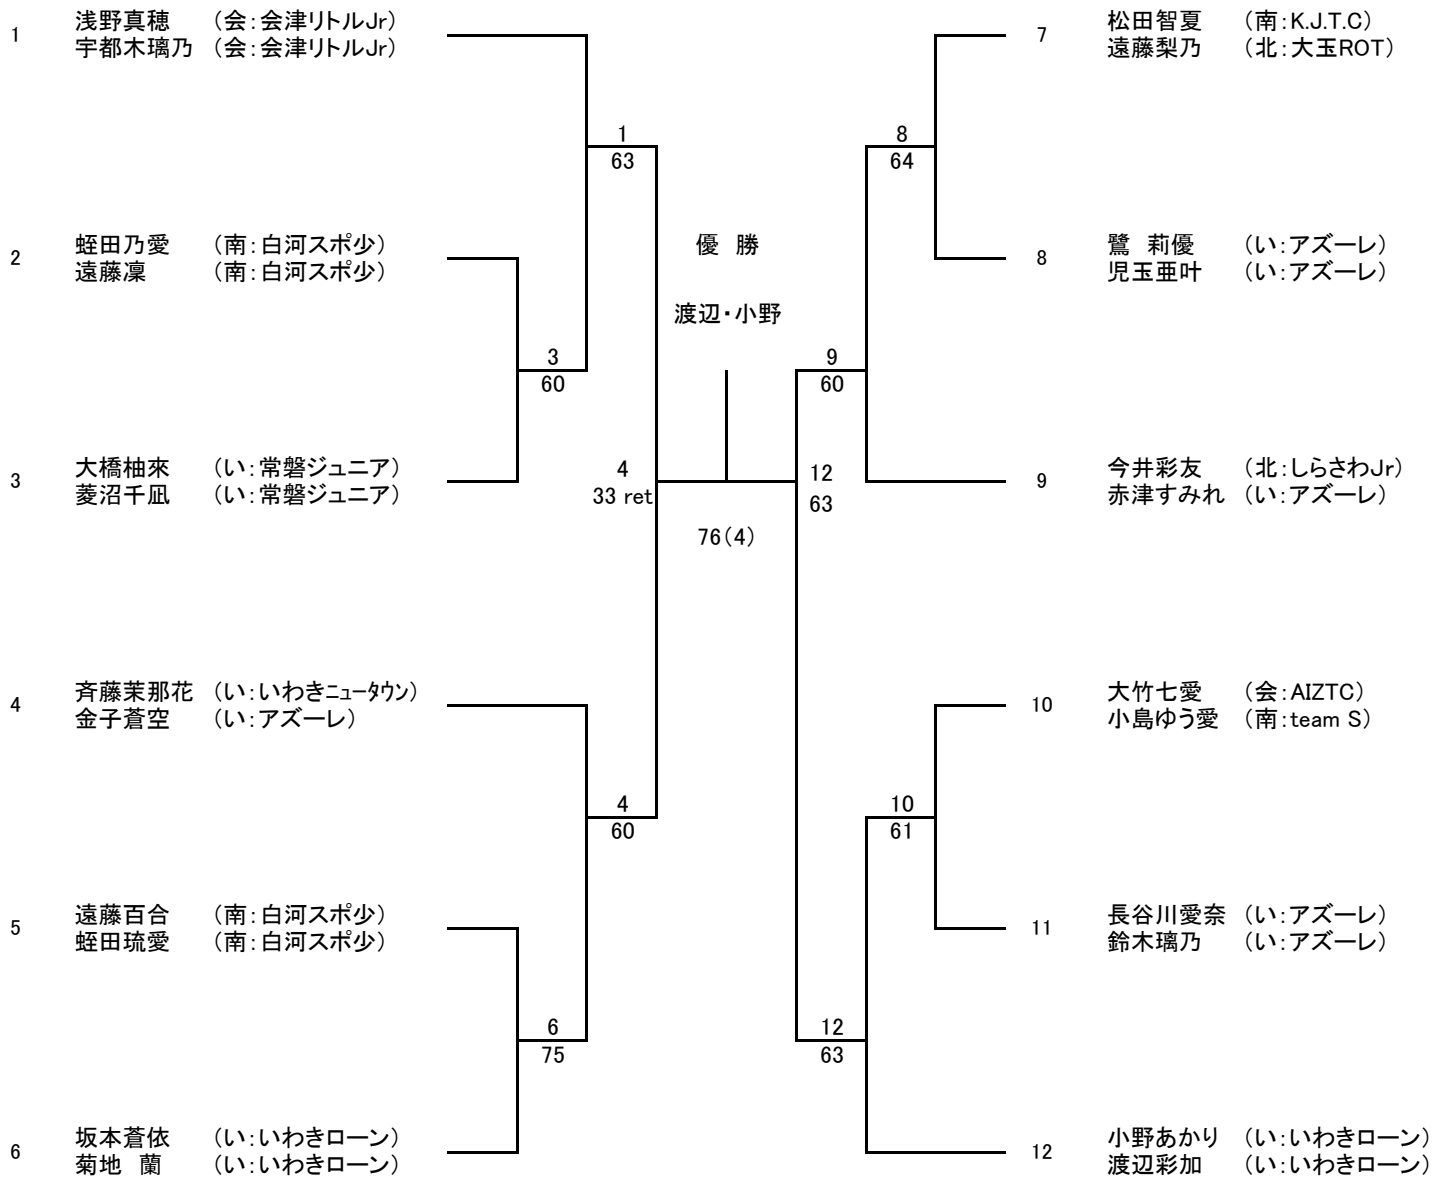 1 浅野真穂 （会：会津リトルJr）
宇都木璃乃 （会：会津リトルJr）
2 蛭田乃愛 （南：白河スポ少）
遠藤凜 （南：白河スポ少）
3 大橋柚來 （い：常磐ジュニア）
菱沼千凪 （い：常磐ジュニア）
4 斉藤茉那花 （い：いわきﾆｭｰﾀｳﾝ）
金子蒼空 （い：アズーレ）
5 遠藤百合 （南：白河スポ少）
蛭田琉愛 （南：白河スポ少）
6 坂本蒼依 （い：いわきローン）
菊地　蘭 （い：いわきローン）
1
63
3
60
4
33 ret
4
60
6
75
優　勝
渡辺・小野
76（4）
8
64
9
60
12
63
10
61
12
63
7 松田智夏 （南：K.J.T.C）
遠藤梨乃 （北：大玉ROT）
8 鷺　莉優 （い：アズーレ）
児玉亜叶 （い：アズーレ）
9 今井彩友 （北：しらさわJr）
赤津すみれ （い：アズーレ）
10 大竹七愛 （会：AIZTC）
小島ゆう愛 （南：team S）
11 長谷川愛奈 （い：アズーレ）
鈴木璃乃 （い：アズーレ）
12 小野あかり （い：いわきローン）
渡辺彩加 （い：いわきローン）